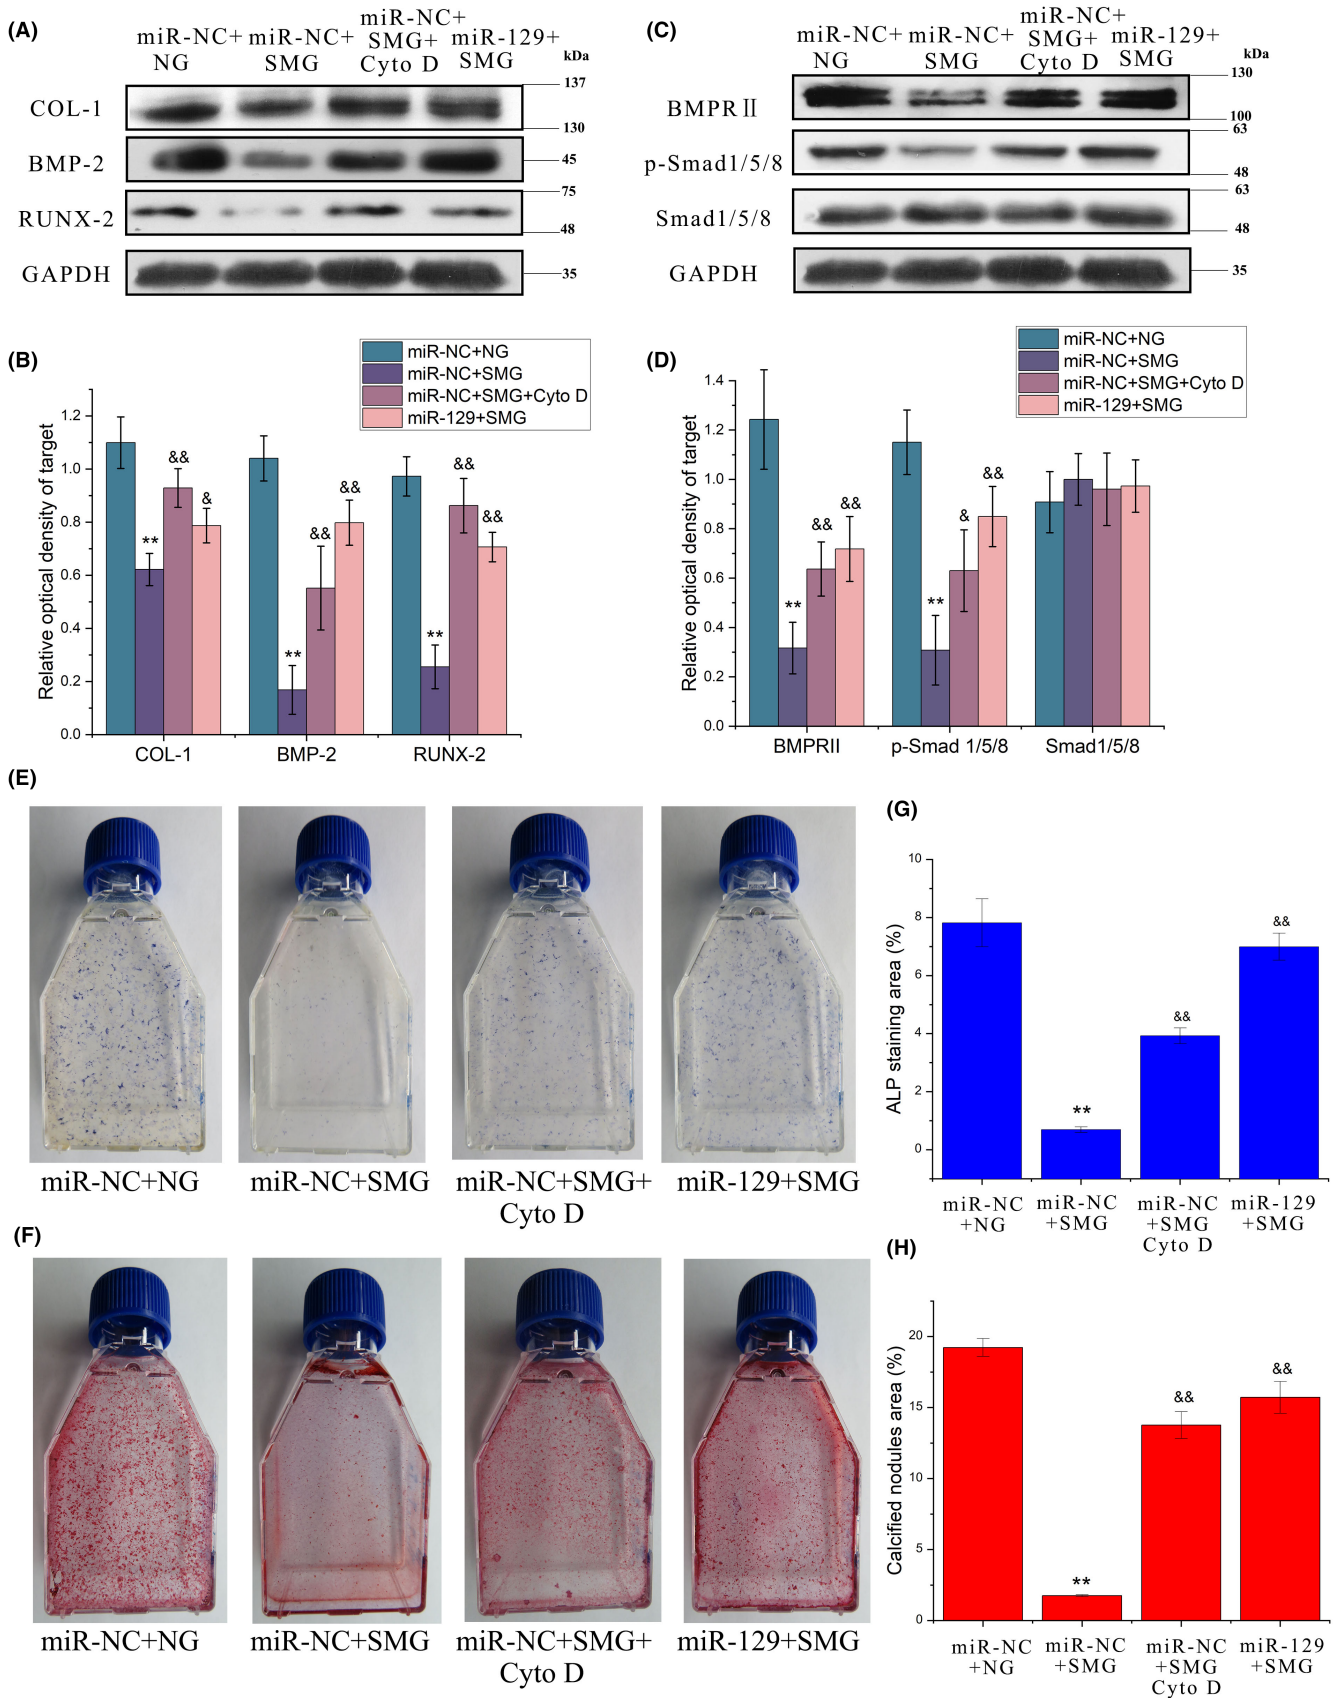 (A)
miR-NC+
NG
miR-NC+
SMG
miR-NC+
SMG+
Cyto D
miR-129+
SMG
kDa
COL-1
137
130
BMP-2
45
RUNX-2
75
48
GAPDH
35
(C)
miR-NC+
NG
miR-NC+
SMG
miR-NC+
SMG+
Cyto D
miR-129+
SMG
kDa
BMPRⅡ
130
100
p-Smad1/5/8
63
48
Smad1/5/8
63
48
GAPDH
35
(B)
miR-NC+NG
miR-NC+SMG
miR-NC+SMG+Cyto D
miR-129+SMG
Relative optical density of target
1.2
1.0
0.8
0.6
0.4
0.2
0.0
**
&&
&
**
&&
&&
**
&&
&&
COL-1
BMP-2
RUNX-2
(D)
miR-NC+NG
miR-NC+SMG
miR-NC+SMG+Cyto D
miR-129+SMG
Relative optical density of target
1.4
1.2
1.0
0.8
0.6
0.4
0.2
0.0
**
&&
&&
**
&
&&
BMPRII
p-Smad 1/5/8
Smad1/5/8
(E)
miR-NC+NG
miR-NC+SMG
miR-NC+SMG+
Cyto D
miR-129+SMG
(G)
ALP staining area (%)
10
8
6
4
2
0
**
&&
&&
miR-NC
+NG
miR-NC
+SMG
miR-NC
+SMG
Cyto D
miR-129
+SMG
(F)
miR-NC+NG
miR-NC+SMG
miR-NC+SMG+
Cyto D
miR-129+SMG
(H)
Calcified nodules area (%)
20
15
10
5
0
**
&&
&&
miR-NC
+NG
miR-NC
+SMG
miR-NC
+SMG
Cyto D
miR-129
+SMG